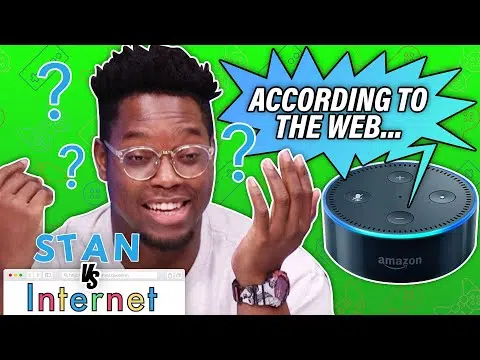 ?
?
?
ACCORDING TO
THE WEB...
amazon
STAN
VS
Internet